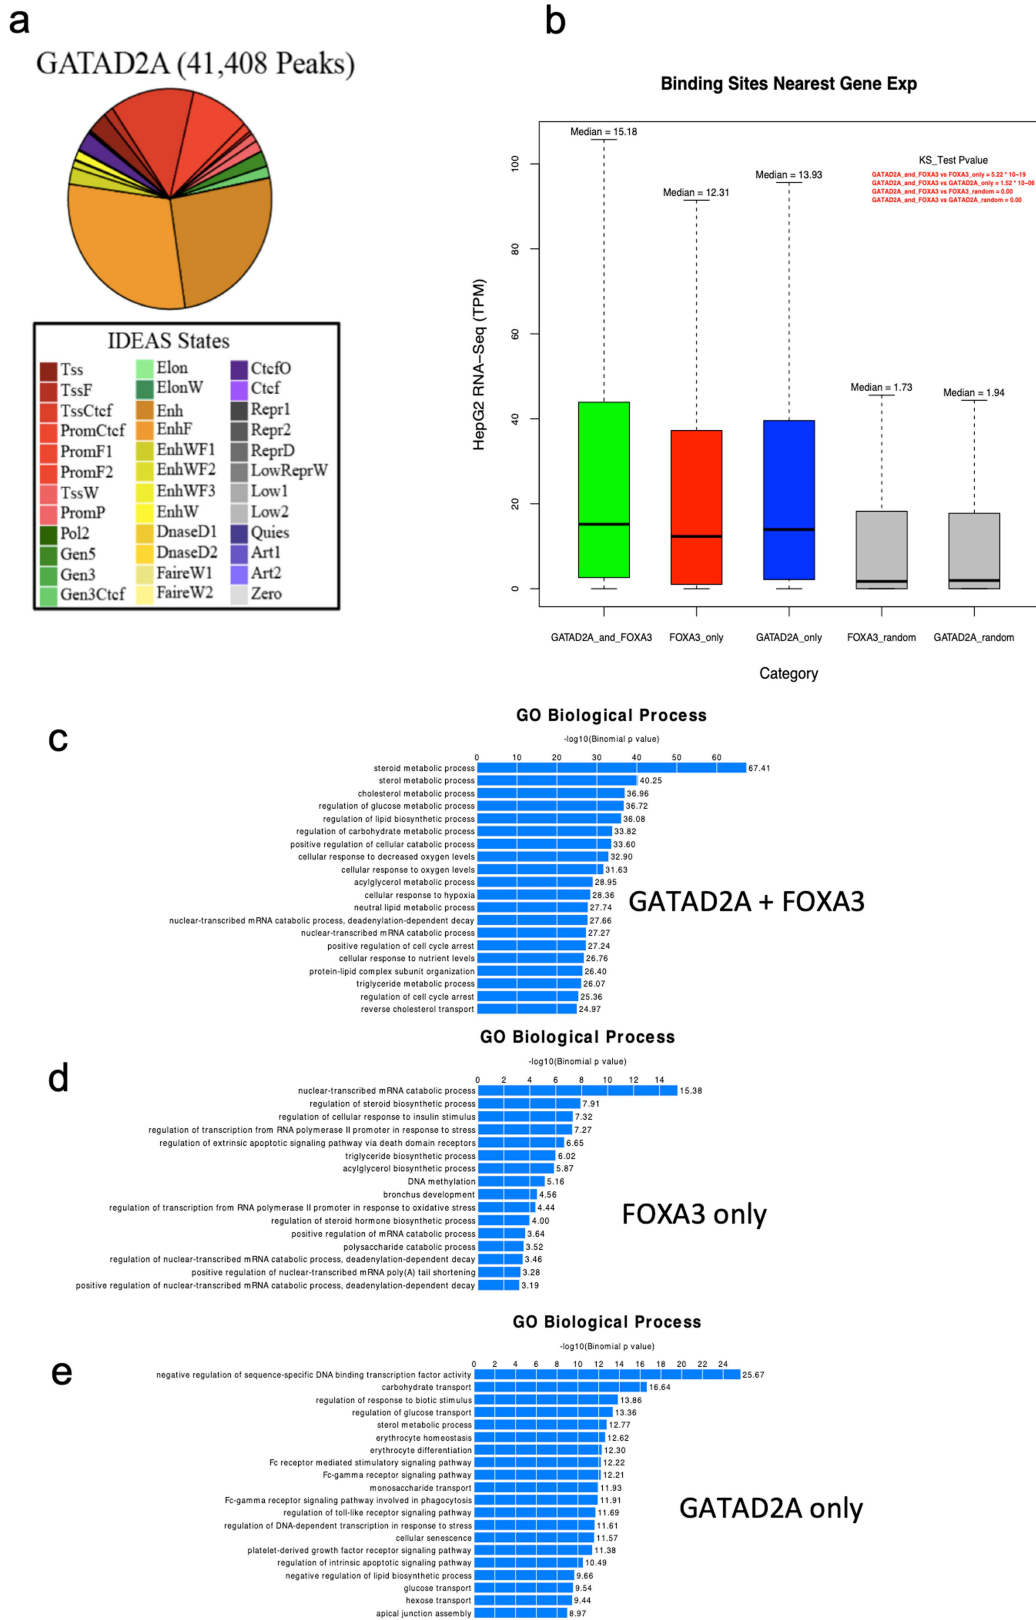 a
GATAD2A (41,408 Peaks)
IDEAS States
Tss
TssF
TssCtcf
PromCtcf
PromF1
PromF2
TssW
PromP
Pol2
Gen5
Gen3
Gen3Ctcf
Elon
ElonW
Enh
EnhF
EnhWF1
EnhWF2
EnhWF3
EnhW
DnaseD1
DnaseD2
FaireW1
FaireW2
CtcfO
Ctcf
Repr1
Repr2
ReprD
LowReprW
Low1
Low2
Quies
Art1
Art2
Zero
b
Binding Sites Nearest Gene Exp
HepG2 RNA−Seq (TPM)
100
80
60
40
20
0
Median = 15.18
Median = 12.31
Median = 13.93
Median = 1.73
Median = 1.94
KS_Test Pvalue
GATAD2A_and_FOXA3 vs FOXA3_only = 5.22 * 10−19
GATAD2A_and_FOXA3 vs GATAD2A_only = 1.52 * 10−06
GATAD2A_and_FOXA3 vs FOXA3_random = 0.00
GATAD2A_and_FOXA3 vs GATAD2A_random = 0.00
GATAD2A_and_FOXA3 FOXA3_only GATAD2A_only FOXA3_random GATAD2A_random
Category
c
GO Biological Process
-log10(Binomial p value)
0 10 20 30 40 50 60
steroid metabolic process 67.41
sterol metabolic process 40.25
cholesterol metabolic process 36.96
regulation of glucose metabolic process 36.72
regulation of lipid biosynthetic process 36.08
regulation of carbohydrate metabolic process 33.82
positive regulation of cellular catabolic process 33.60
cellular response to decreased oxygen levels 32.90
cellular response to oxygen levels 31.63
acylglycerol metabolic process 28.95
cellular response to hypoxia 28.36
neutral lipid metabolic process 27.74
nuclear-transcribed mRNA catabolic process, deadenylation-dependent decay 27.66
nuclear-transcribed mRNA catabolic process 27.27
positive regulation of cell cycle arrest 27.24
cellular response to nutrient levels 26.76
protein-lipid complex subunit organization 26.40
triglyceride metabolic process 26.07
regulation of cell cycle arrest 25.36
reverse cholesterol transport 24.97
GATAD2A + FOXA3
d
GO Biological Process
-log10(Binomial p value)
0 2 4 6 8 10 12 14
nuclear-transcribed mRNA catabolic process 15.38
regulation of steroid biosynthetic process 7.91
regulation of cellular response to insulin stimulus 7.32
regulation of transcription from RNA polymerase II promoter in response to stress 7.27
regulation of extrinsic apoptotic signaling pathway via death domain receptors 6.65
triglyceride biosynthetic process 6.02
acylglycerol biosynthetic process 5.87
DNA methylation 5.16
bronchus development 4.56
regulation of transcription from RNA polymerase II promoter in response to oxidative stress 4.44
regulation of steroid hormone biosynthetic process 4.00
positive regulation of mRNA catabolic process 3.64
polysaccharide catabolic process 3.52
regulation of nuclear-transcribed mRNA catabolic process, deadenylation-dependent decay 3.46
positive regulation of nuclear-transcribed mRNA poly(A) tail shortening 3.28
positive regulation of nuclear-transcribed mRNA catabolic process, deadenylation-dependent decay 3.19
FOXA3 only
e
GO Biological Process
-log10(Binomial p value)
0 2 4 6 8 10 12 14 16 18 20 22 24
negative regulation of sequence-specific DNA binding transcription factor activity 25.67
carbohydrate transport 16.64
regulation of response to biotic stimulus 13.86
regulation of glucose transport 13.36
sterol metabolic process 12.77
erythrocyte homeostasis 12.62
erythrocyte differentiation 12.30
Fc receptor mediated stimulatory signaling pathway 12.22
Fc-gamma receptor signaling pathway 12.21
monosaccharide transport 11.93
Fc-gamma receptor signaling pathway involved in phagocytosis 11.91
regulation of toll-like receptor signaling pathway 11.69
regulation of DNA-dependent transcription in response to stress 11.61
cellular senescence 11.57
platelet-derived growth factor receptor signaling pathway 11.38
regulation of intrinsic apoptotic signaling pathway 10.49
negative regulation of lipid biosynthetic process 9.66
glucose transport 9.54
hexose transport 9.44
apical junction assembly 8.97
GATAD2A only